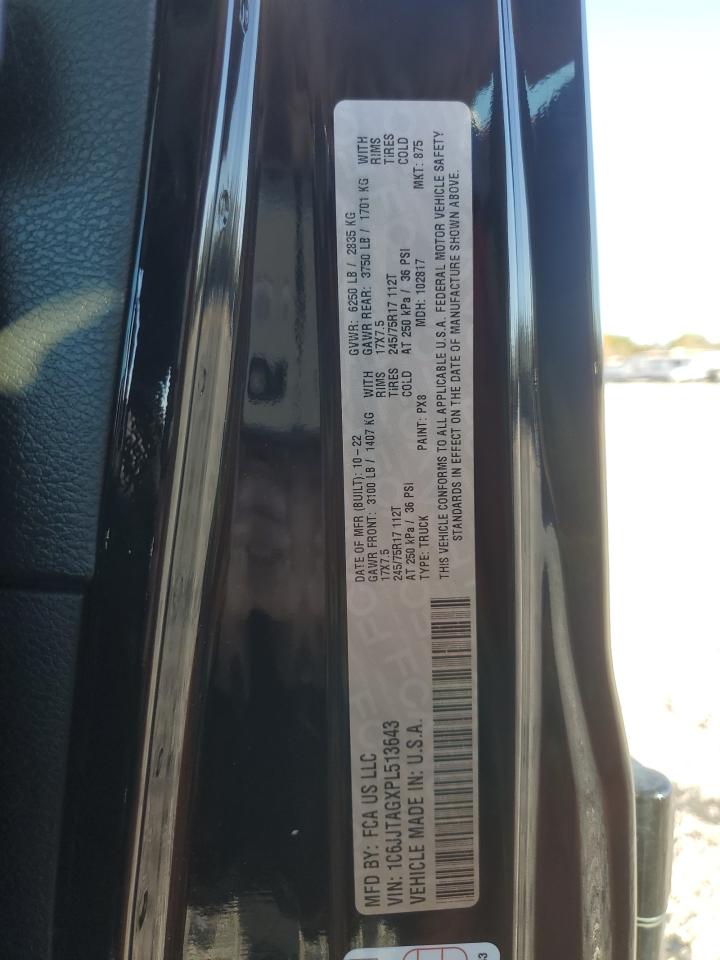 MFD BY: FCA US LLC
VIN: 1C6JJTAGXPL513643
VEHICLE MADE IN: U.S.A.
DATE OF MFR (BUILT): 10-22 GVWR: 6250 LB / 2835 KG
GAWR FRONT: 3100 LB / 1407 KG WITH GAWR REAR: 3750 LB / 1701 KG WITH
17X7.5 RIMS 17X7.5 RIMS
245/75R17 112T TIRES 245/75R17 112T TIRES
AT 250 kPa / 36 PSI COLD AT 250 kPa / 36 PSI COLD
TYPE: TRUCK PAINT: PX8 MDH: 102817 MKT: 875
THIS VEHICLE CONFORMS TO ALL APPLICABLE U.S.A. FEDERAL MOTOR VEHICLE SAFETY
STANDARDS IN EFFECT ON THE DATE OF MANUFACTURE SHOWN ABOVE.